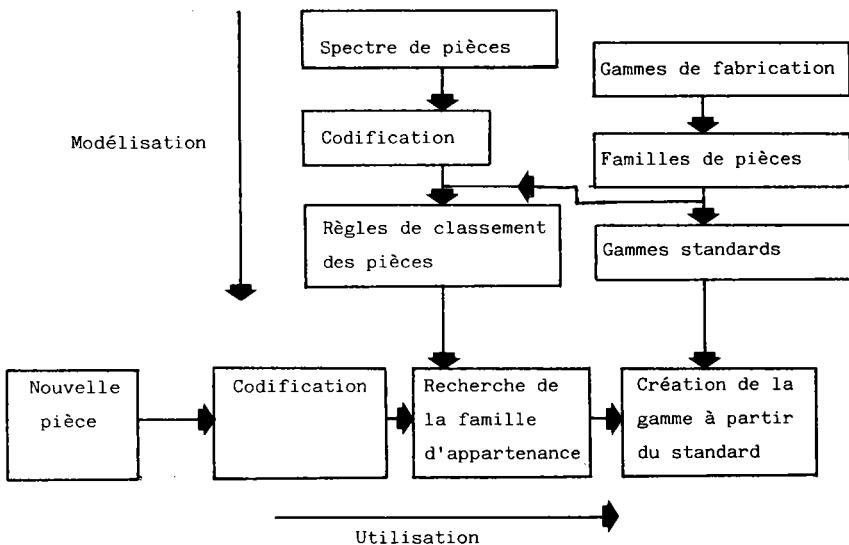 Spectre de pièces
Gammes de fabrication
Modélisation
Codification
Familles de pièces
Règles de classement
des pièces
Gammes standards
Nouvelle
pièce
Codification
Recherche de
la famille
d'appartenance
Création de la
gamme à partir
du standard
Utilisation